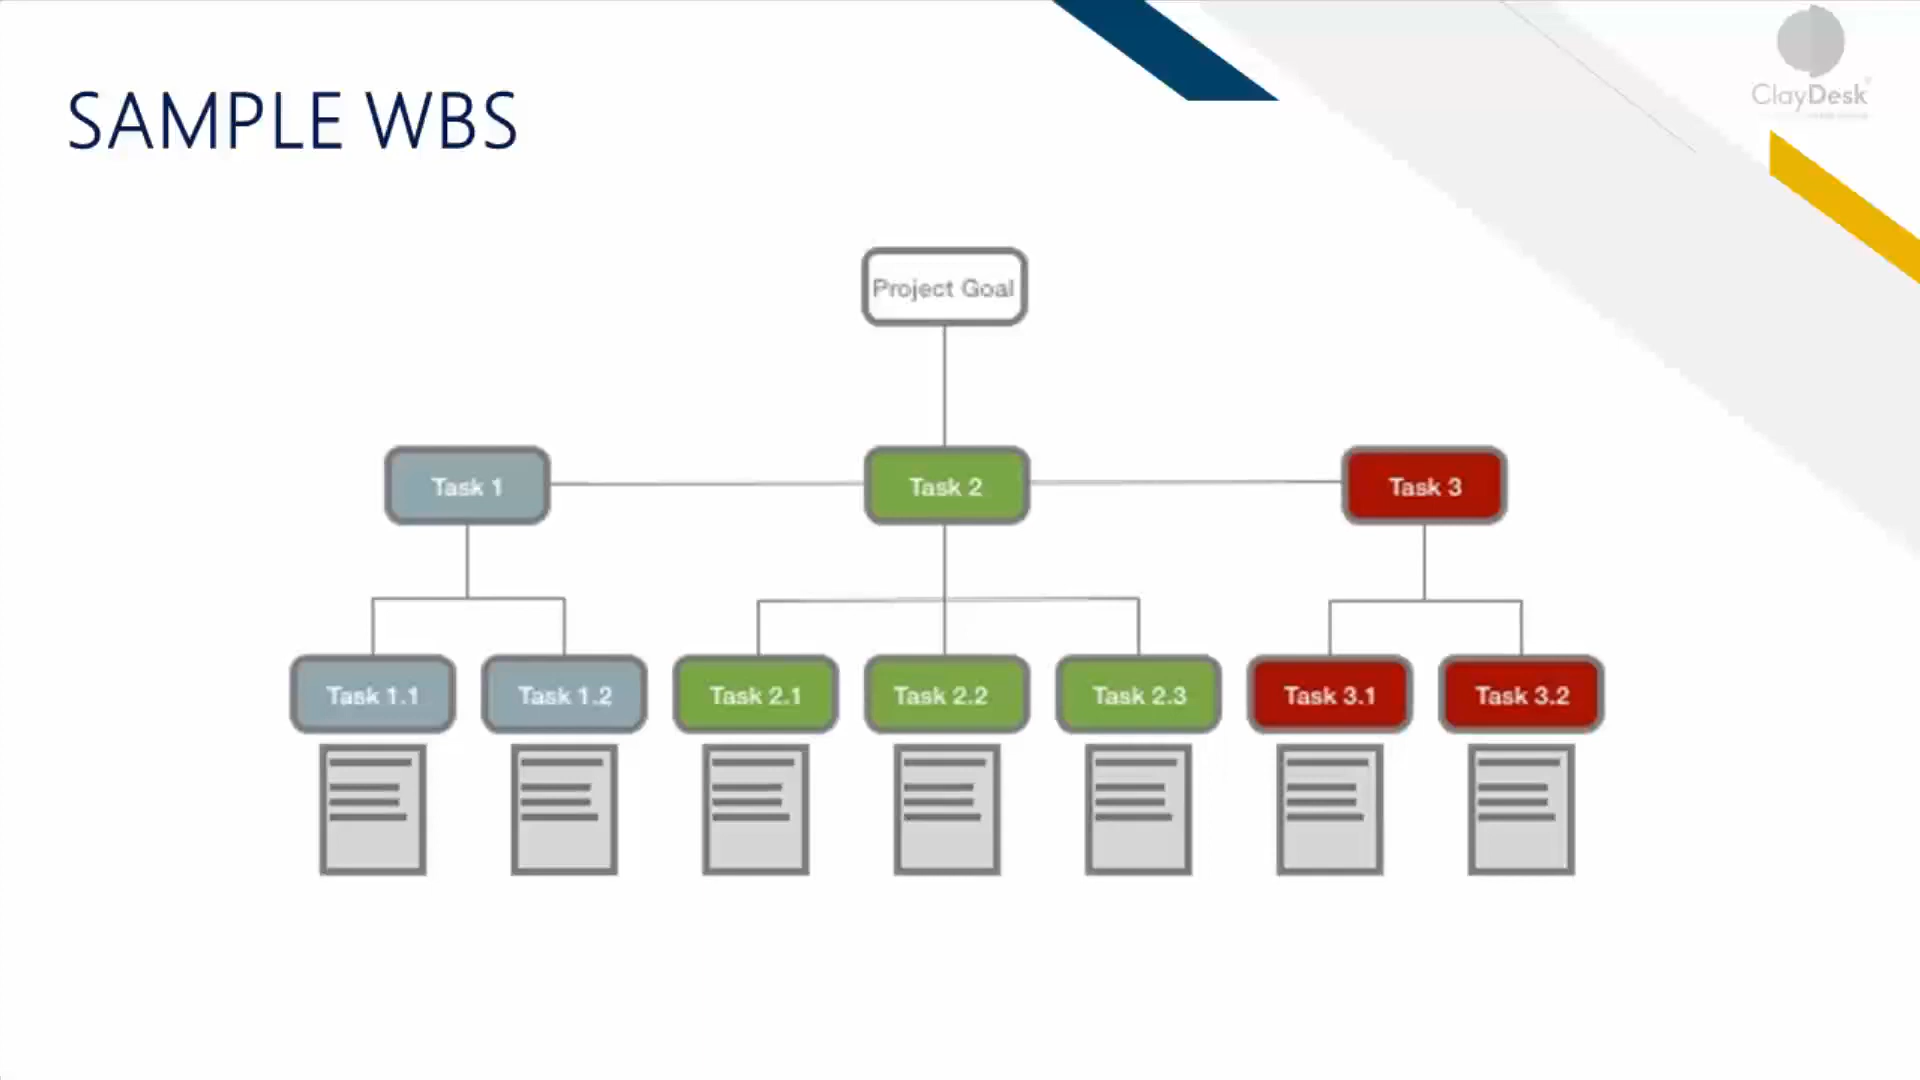 ClayDesk
SAMPLE WBS
Project Goal
Task 1
Task 2
Task 3
Task 1.1
Task 1.2
Task 2.1
Task 2.2
Task 2.3
Task 3.1
Task 3.2